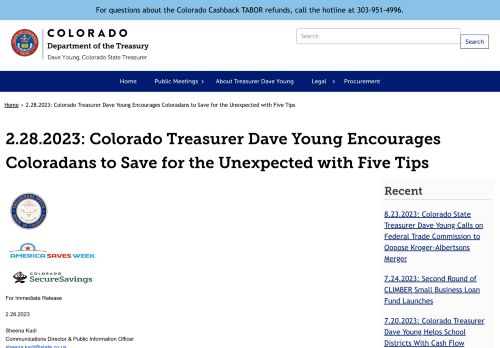 For questions about the Colorado Cashback TABOR refunds, call the hotline at 303-951-4996.
COLORADO
Department of the Treasury
Dave Young, Colorado State Treasurer
Search
Search
Home
Public Meetings ›
About Treasurer Dave Young
Legal ›
Procurement
Home > 2.28.2023: Colorado Treasurer Dave Young Encourages Coloradans to Save for the Unexpected with Five Tips
2.28.2023: Colorado Treasurer Dave Young Encourages
Coloradans to Save for the Unexpected with Five Tips
AMERICA SAVES WEEK
COLORADO
SecureSavings
For Immediate Release
2.28.2023
Sheena Kadi
Communications Director & Public Information Officer
sheena.kadi@state.co.us
Recent
8.23.2023: Colorado State
Treasurer Dave Young Calls on
Federal Trade Commission to
Oppose Kroger-Albertsons
Merger
7.24.2023: Second Round of
CLIMBER Small Business Loan
Fund Launches
7.20.2023: Colorado Treasurer
Dave Young Helps School
Districts With Cash Flow